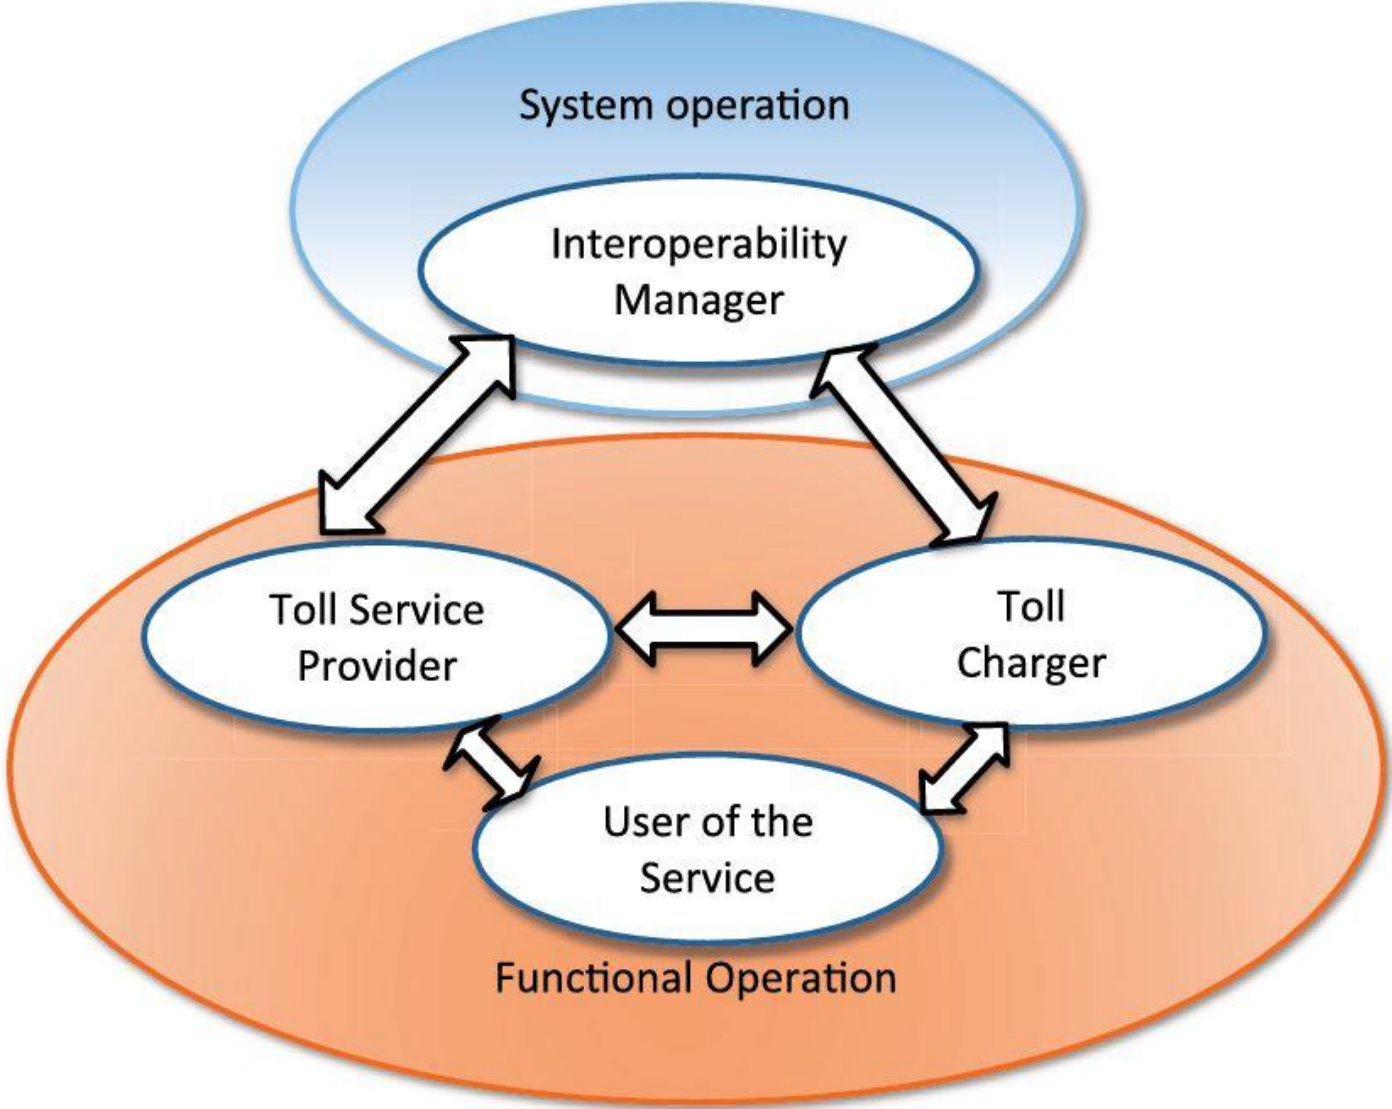 System operation
Interoperability
Manager
Toll Service
Provider
Toll
Charger
User of the
Service
Functional Operation